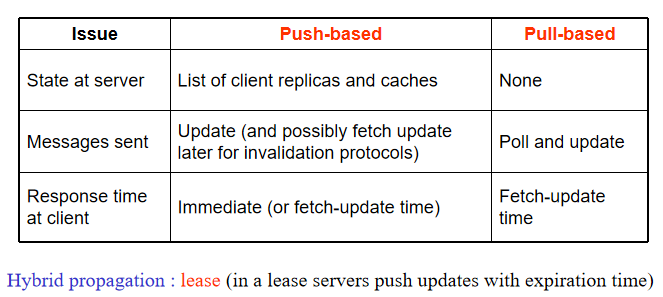 Issue Push-based Pull-based
State at server List of client replicas and caches None
Messages sent Update (and possibly fetch update later for invalidation protocols) Poll and update
Response time at client Immediate (or fetch-update time) Fetch-update time
Hybrid propagation : lease (in a lease servers push updates with expiration time)